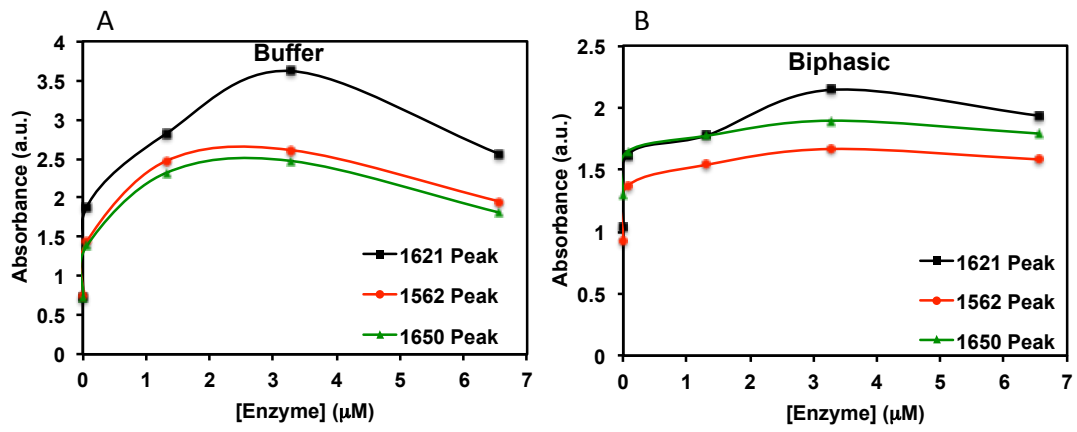 A
Buffer
4
3.5
3
2.5
2
1.5
1
0.5
0
Absorbance (a.u.)
1621 Peak
1562 Peak
1650 Peak
0 1 2 3 4 5 6 7
[Enzyme] (μM)
B
Biphasic
2.5
2
1.5
1
0.5
0
Absorbance (a.u.)
1621 Peak
1562 Peak
1650 Peak
0 1 2 3 4 5 6 7
[Enzyme] (μM)